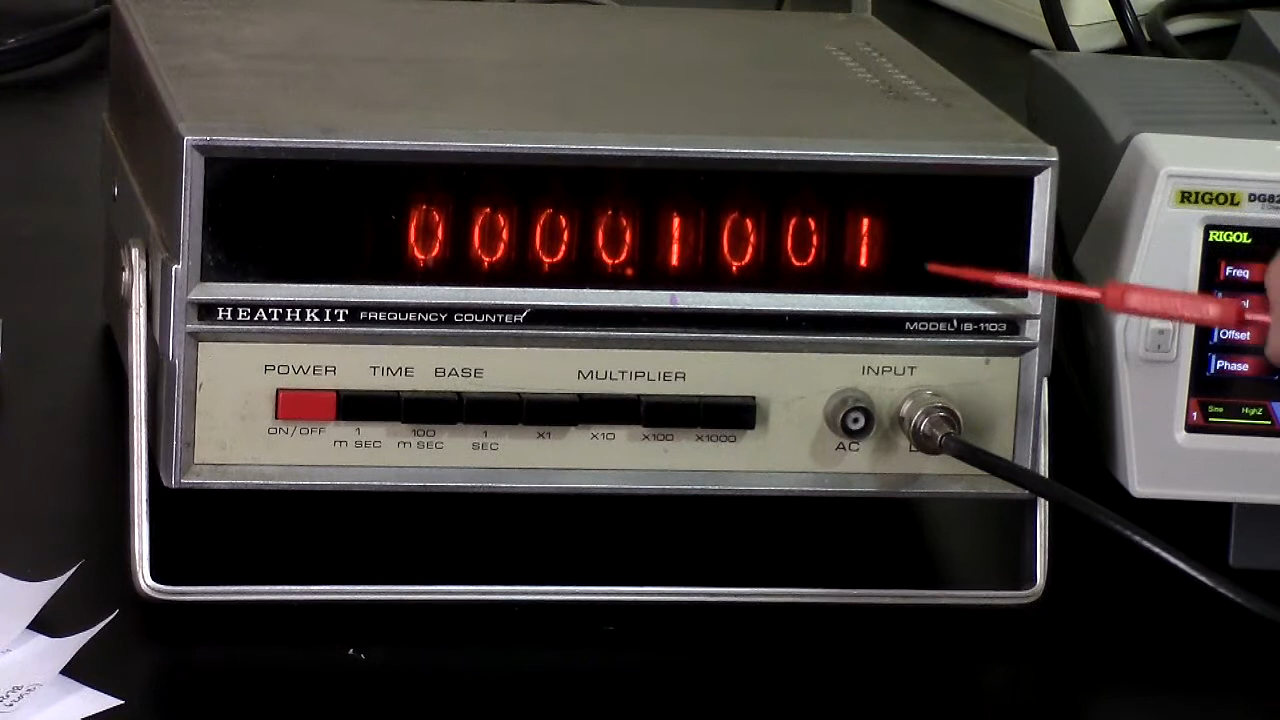 00001001
HEATHKIT FREQUENCY COUNTER
MODEL IB-1103
POWER TIME BASE MULTIPLIER INPUT
ON/OFF 1 m SEC 100 m SEC 1 SEC X1 X10 X100 X1000
AC
RIGOL
RIGOL
Freq
Offset
Phase
1 Sine HighZ